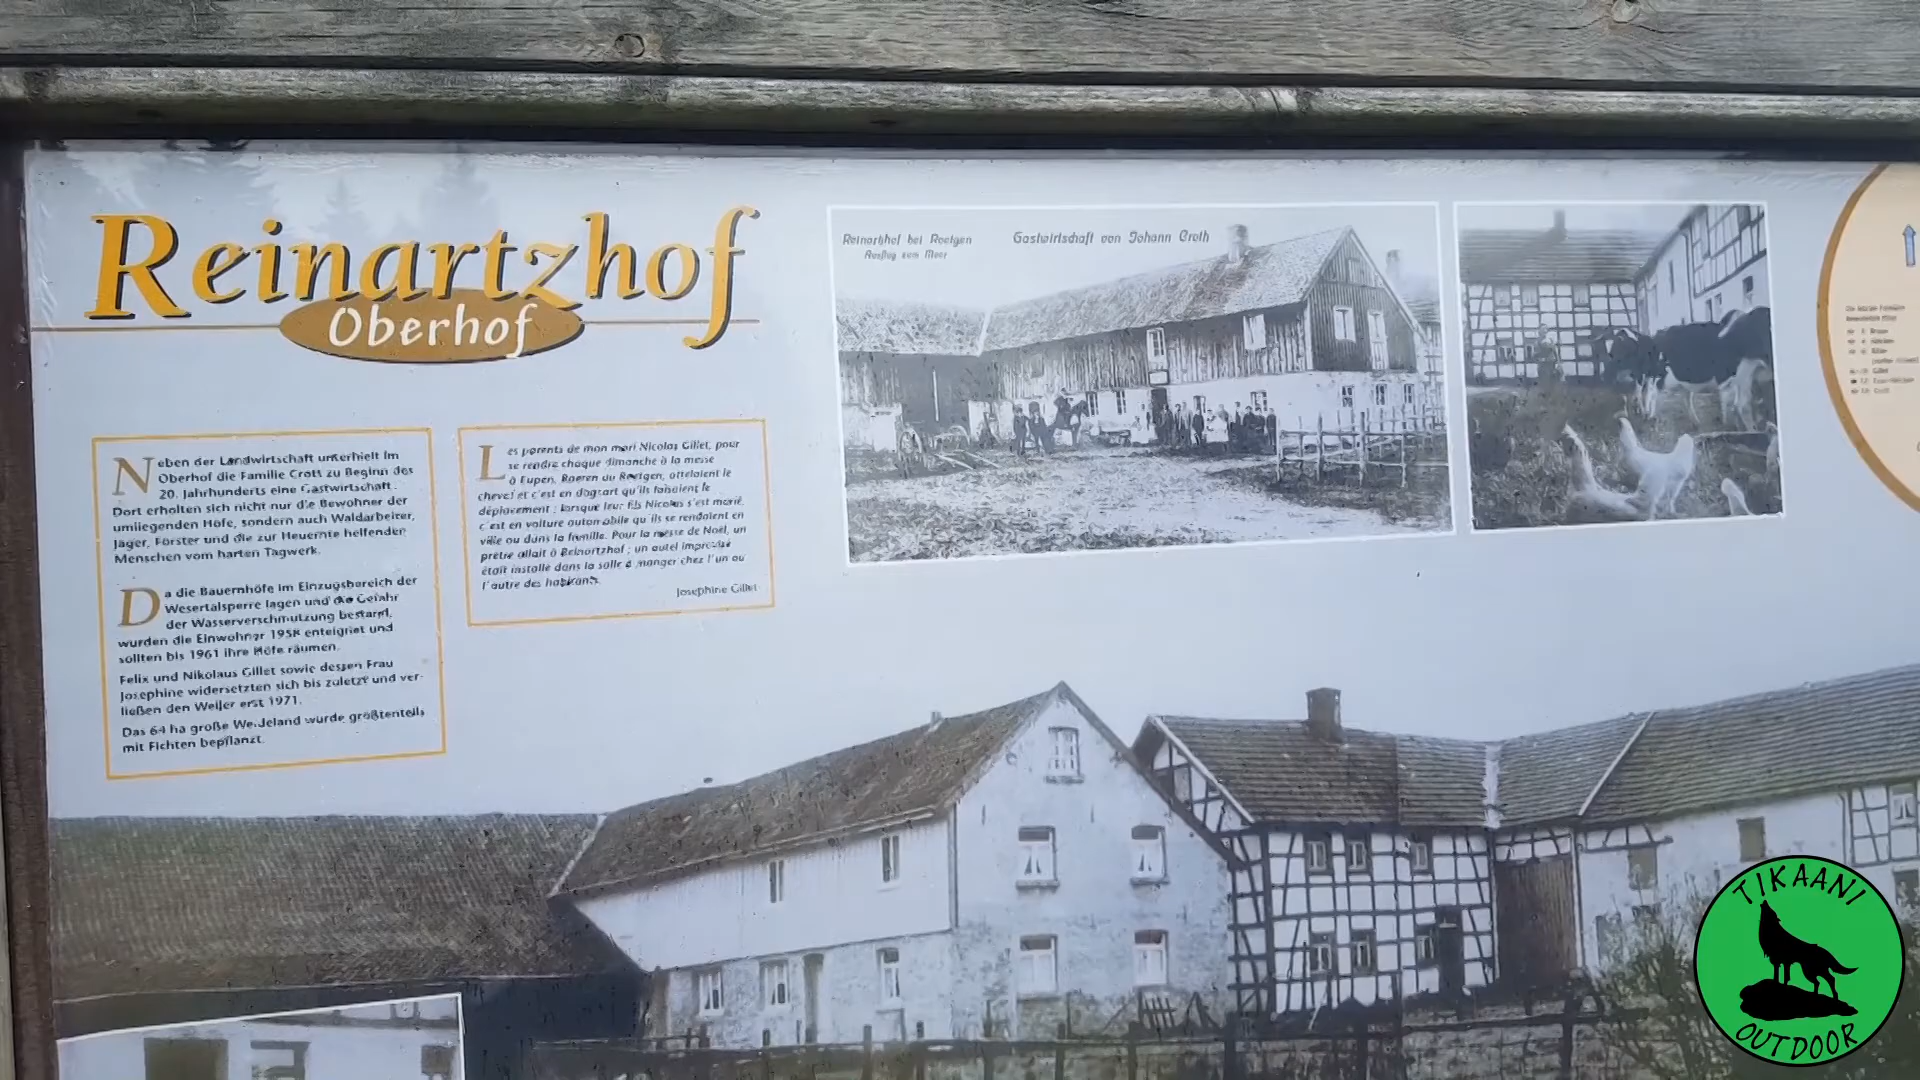 Reinartzhof
Oberhof
Neben der Landwirtschaft unterhielt im
Oberhof die Familie Crott zu Beginn des
20. Jahrhunderts eine Gastwirtschaft.
Dort erholten sich nicht nur die Bewohner der
umliegenden Höfe, sondern auch Waldarbeiter,
Jäger, Förster und die zur Heuernte helfenden
Menschen vom harten Tagwerk.
Da die Bauernhöfe im Einzugsbereich der
Wesertalsperre lagen und die Gefahr
der Wasserverschmutzung bestand,
wurden die Einwohner 1958 enteignet und
sollten bis 1961 ihre Höfe räumen.
Felix und Nikolaus Gillet sowie dessen Frau
Josephine widersetzten sich bis zuletzt und ver-
ließen den Weiler erst 1971.
Das 64 ha große Weideland wurde größtenteils
mit Fichten bepflanzt.
Les parents de mon mari Nicolas Gillet, pour
se rendre chaque dimanche à la messe
à Eupen, Raeren ou Roetgen, attelaient le
cheval et c'est en dogcart qu'ils faisaient le
déplacement ; lorsque leur fils Nicolas s'est marié,
c'est en voiture automobile qu'ils se rendaient en
ville ou dans la famille. Pour la messe de Noël, un
prêtre allait à Reinartzhof ; un autel improvisé
était installé dans la salle à manger chez l'un ou
l'autre des habitants.
Josephine Gillet
Reinartzhof bei Roetgen
Ausflug zum Moor
Gastwirtschaft von Johann Croth
TIKAANI
OUTDOOR